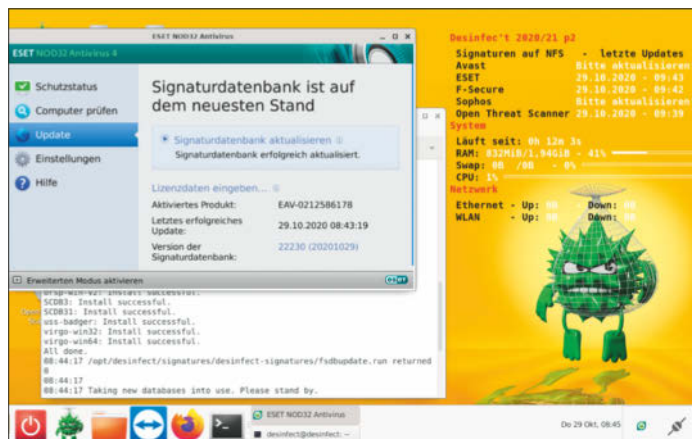 ESET NOD32 Antivirus
ESET NOD32 Antivirus 4
Schutzstatus
Computer prüfen
Update
Einstellungen
Hilfe
Signaturdatenbank ist auf
dem neuesten Stand
Signaturdatenbank aktualisieren
Signaturdatenbank erfolgreich aktualisiert.
Lizenzdaten eingeben...
Aktiviertes Produkt: EAV-0212586178
Letztes erfolgreiches
Update: 29.10.2020 08:43:19
Version der
Signaturdatenbank: 22230 (20201029)
Erweiterten Modus aktivieren
Desinfec't 2020/21 p2
Signaturen auf NFS - letzte Updates
Avast Bitte aktualisieren
ESET 29.10.2020 - 09:43
F-Secure 29.10.2020 - 09:42
Sophos Bitte aktualisieren
Open Threat Scanner 29.10.2020 - 09:39
System
Läuft seit: 0h 12m 3s
RAM: 832MiB/1,94GiB - 41%
Swap: 0B /0B - 0%
CPU: 1%
Netzwerk
Ethernet - Up: 0B - Down: 0B
WLAN - Up: 0B Down: 0B
SCDB3: Install successful.
SCDB31: Install successful.
uss-badger: Install successful.
virgo-win32: Install successful.
virgo-win64: Install successful.
All done.
08:44:17 /opt/desinfect/signatures/desinfect-signatures/fsdbupdate.run returned
0
08:44:17
08:44:17 Taking new databases into use. Please stand by.
ESET NOD32 Antivirus
desinfect@desinfect: ~
Do 29 Okt, 08:45